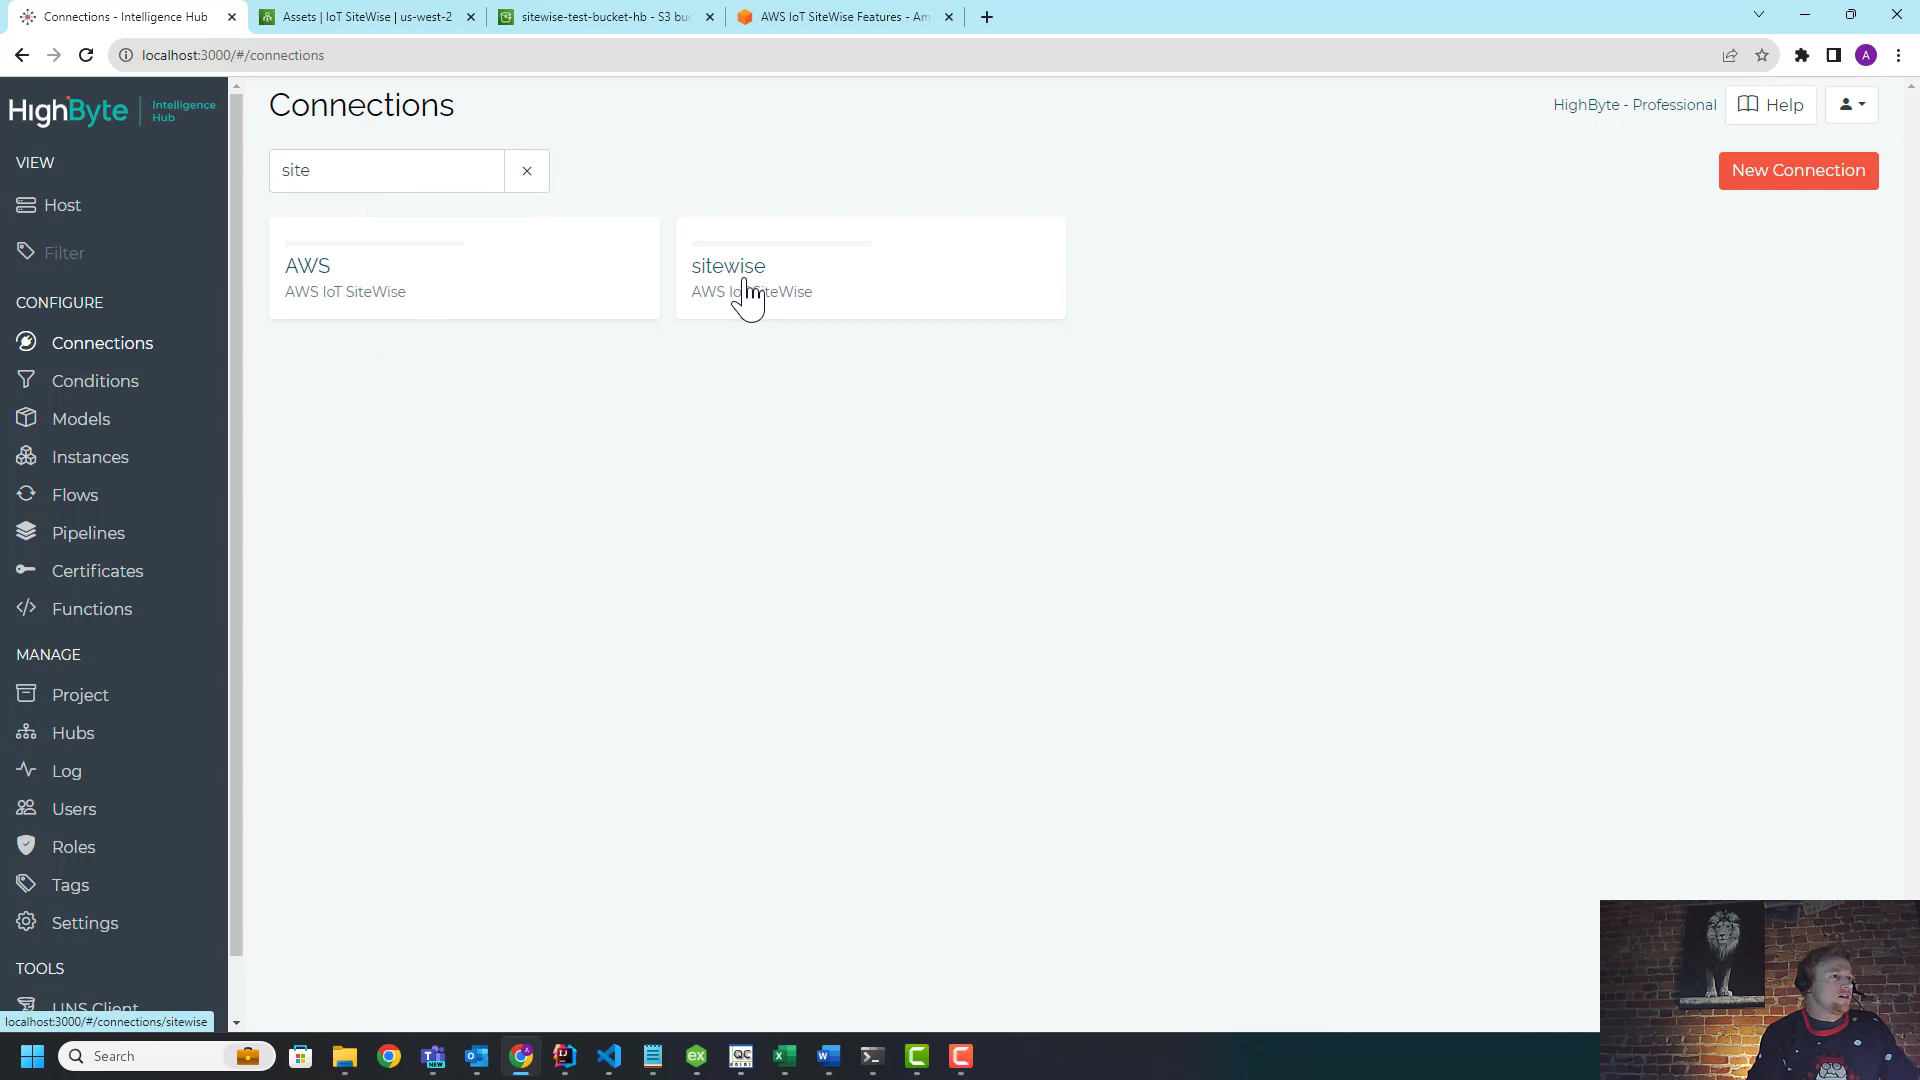 Connections - Intelligence Hub
Assets | IoT SiteWise | us-west-2
sitewise-test-bucket-hb - S3 buc
AWS IoT SiteWise Features - Am
localhost:3000/#/connections
A
HighByte
Intelligence
Hub
Connections
HighByte - Professional
Help
VIEW
site
New Connection
Host
Filter
AWS
AWS IoT SiteWise
sitewise
AWS IoT SiteWise
CONFIGURE
Connections
Conditions
Models
Instances
Flows
Pipelines
Certificates
Functions
MANAGE
Project
Hubs
Log
Users
Roles
Tags
Settings
TOOLS
UNS Client
localhost:3000/#/connections/sitewise
Search